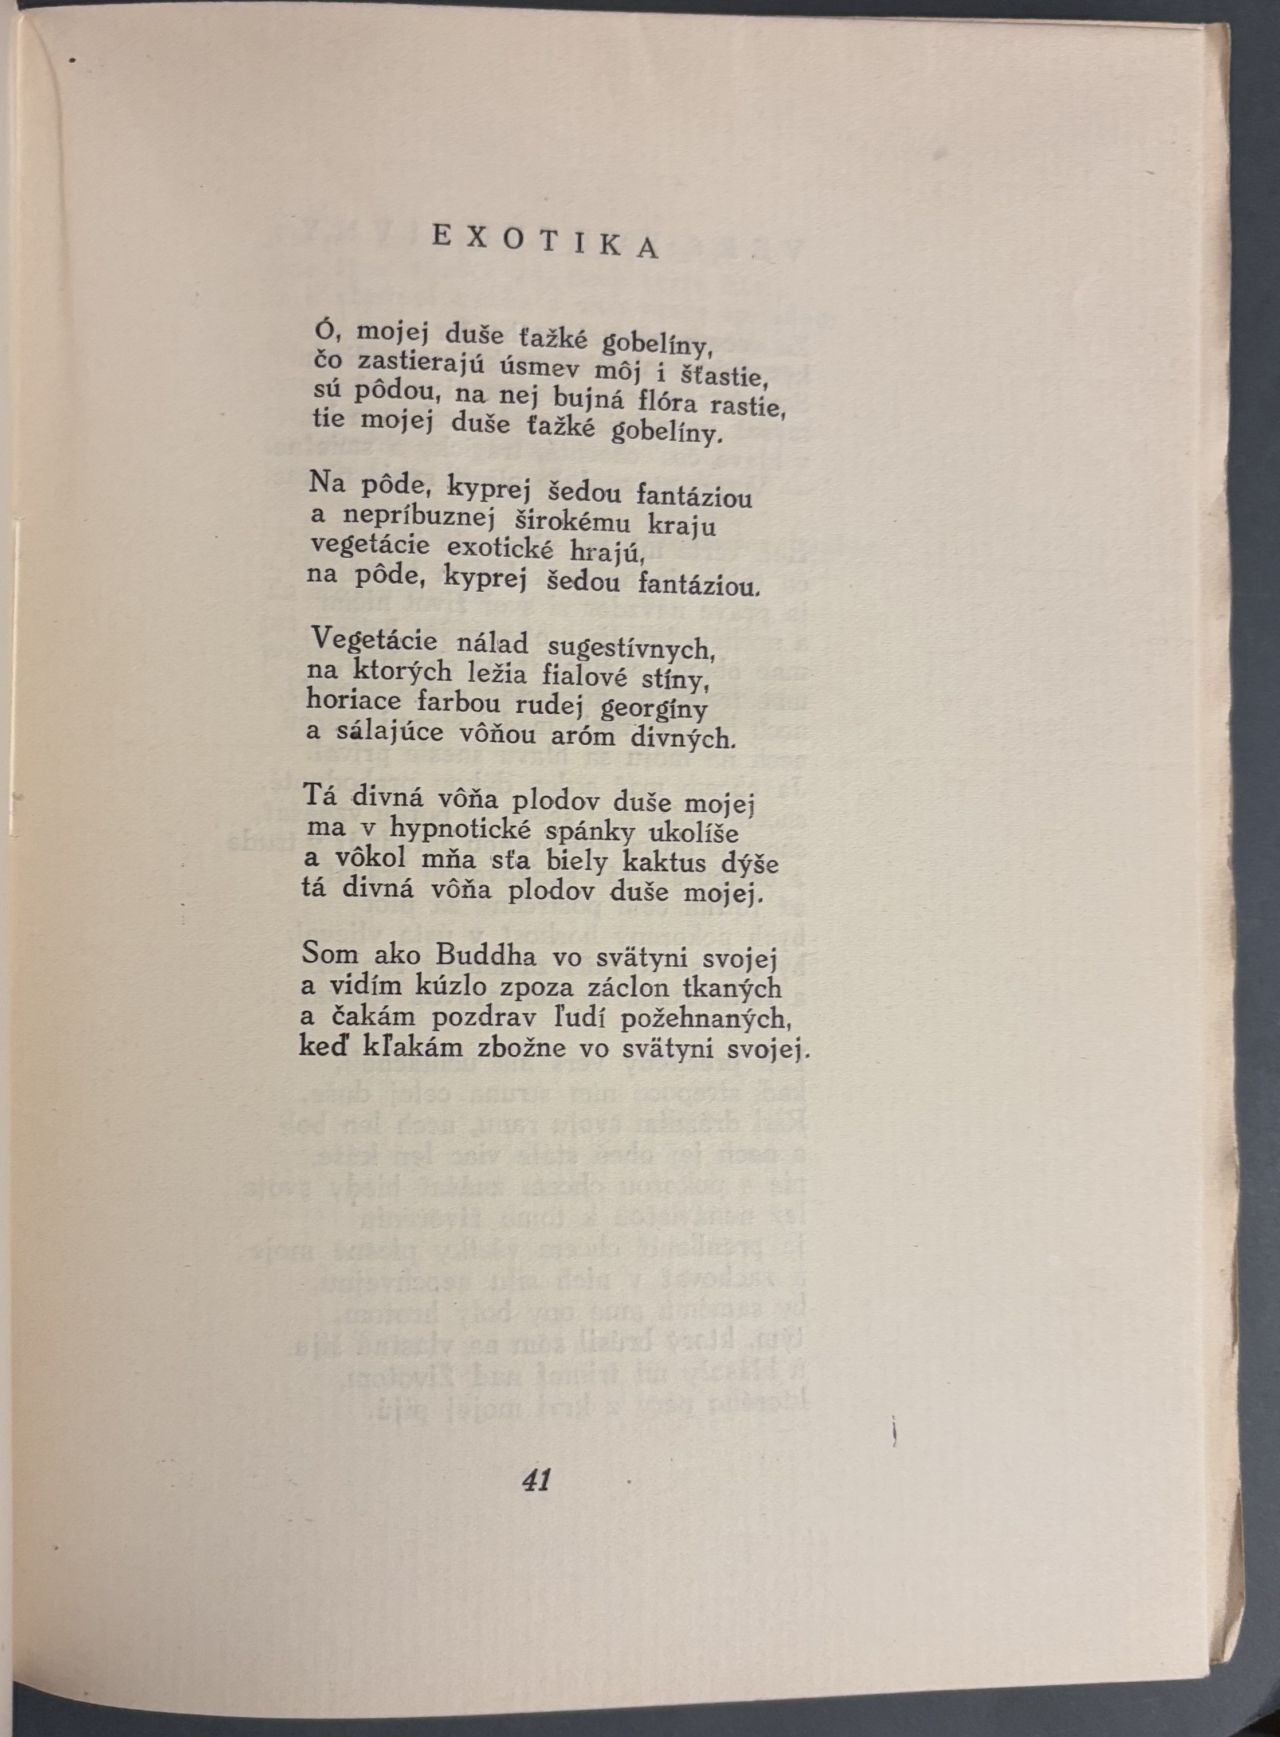 EXOTIKA
Ó, mojej duše ťažké gobelíny,
čo zastierajú úsmev môj i šťastie,
sú pôdou, na nej bujná flóra rastie,
tie mojej duše ťažké gobelíny.
Na pôde, kyprej šedou fantáziou
a nepríbuznej širokému kraju
vegetácie exotické hrajú,
na pôde, kyprej šedou fantáziou.
Vegetácie nálad sugestívnych,
na ktorých ležia fialové stíny,
horiace farbou rudej georgíny
a sálajúce vôňou aróm divných.
Tá divná vôňa plodov duše mojej
ma v hypnotické spánky ukolíše
a vôkol mňa sťa biely kaktus dýše
tá divná vôňa plodov duše mojej.
Som ako Buddha vo svätyni svojej
a vidím kúzlo zpoza záclon tkaných
a čakám pozdrav ľudí požehnaných,
keď kľakám zbožne vo svätyni svojej.
41